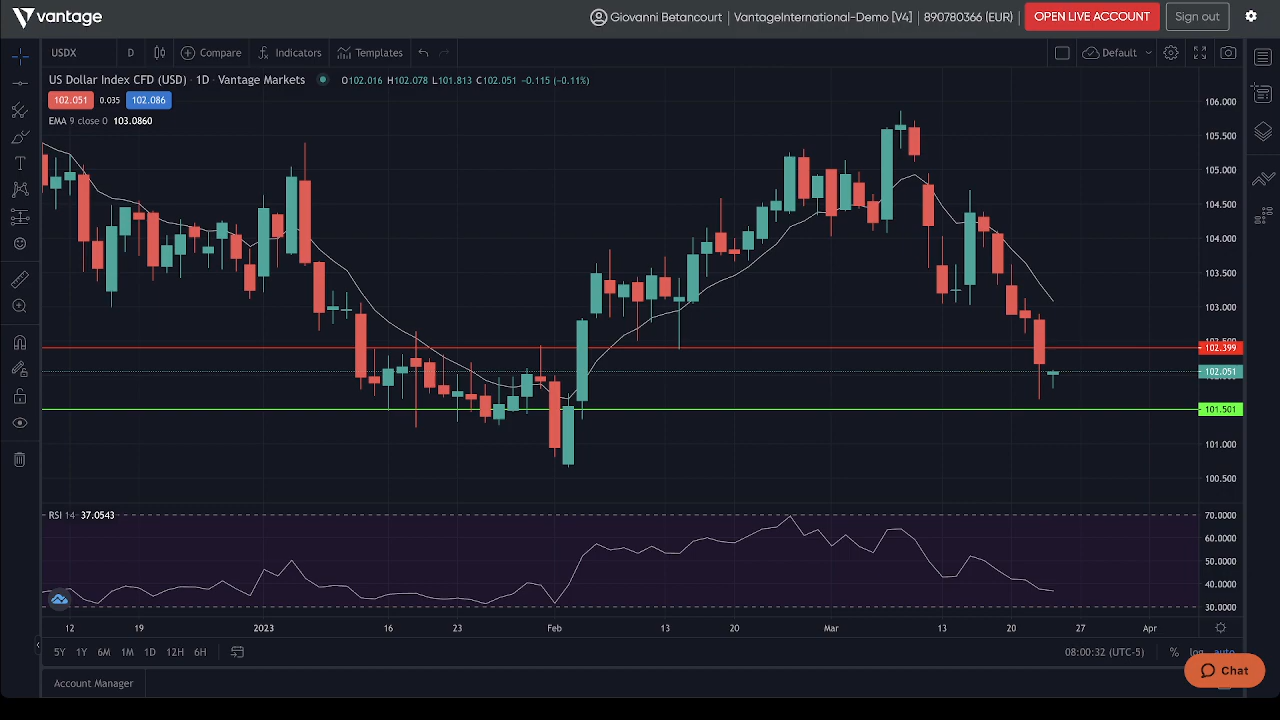 vantage
Giovanni Betancourt | VantageInternational-Demo [V4] | 890780366 (EUR) | OPEN LIVE ACCOUNT Sign out
USDX D Compare Indicators Templates Default
US Dollar Index CFD (USD) · 1D · Vantage Markets O102.016 H102.078 L101.813 C102.051 -0.115 (-0.11%)
102.051 0.035 102.086
EMA 9 close 0 103.0860
106.000
105.500
105.000
104.500
104.000
103.500
103.000
102.399
102.051
101.501
101.000
100.500
RSI 14 37.0543
70.0000
60.0000
50.0000
40.0000
30.0000
12 19 2023 16 23 Feb 13 20 Mar 13 20 27 Apr
5Y 1Y 6M 1M 1D 12H 6H 08:00:32 (UTC-5) % log auto
Chat
Account Manager